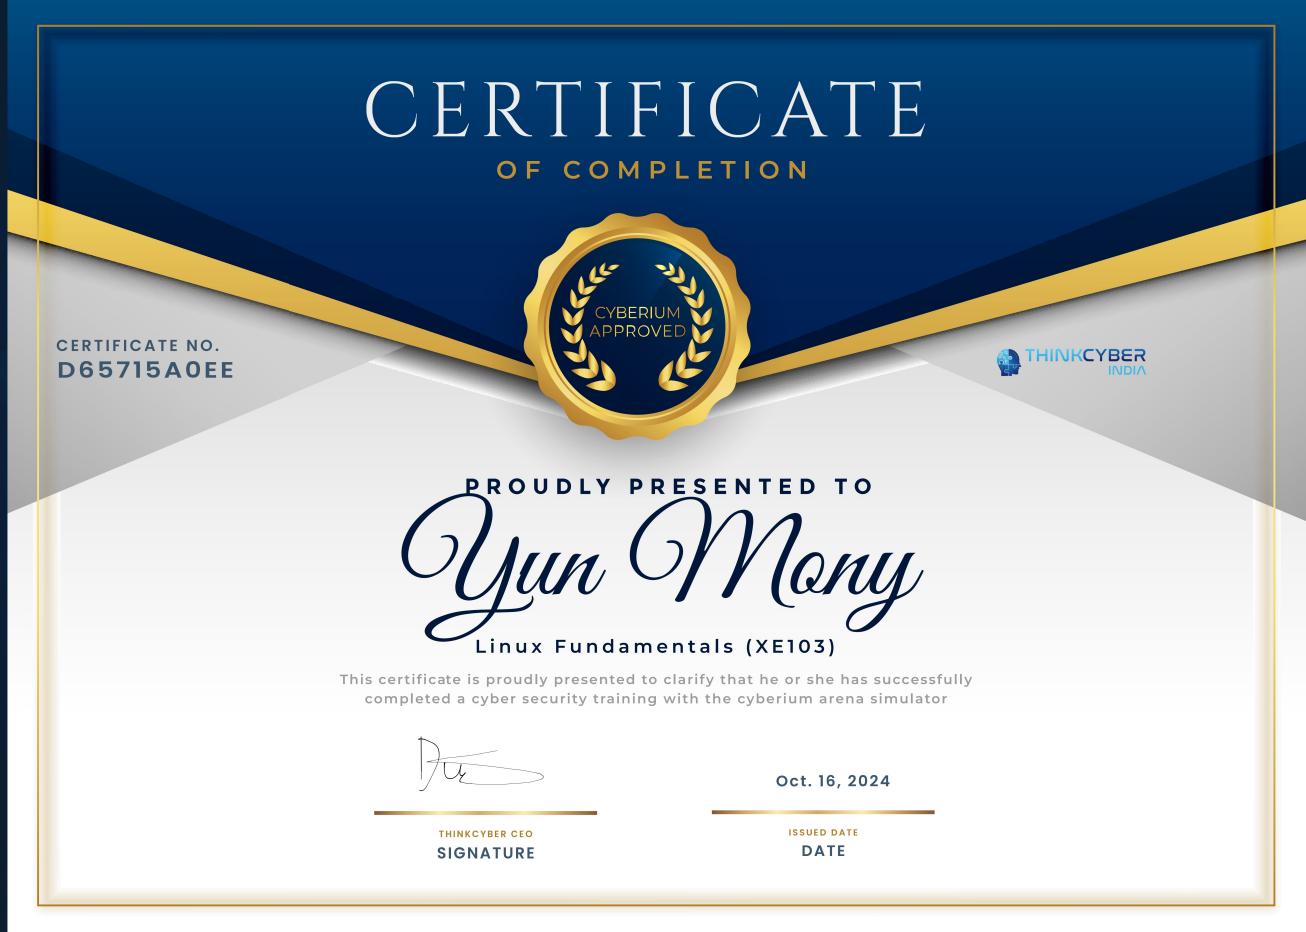 CERTIFICATE
OF COMPLETION
CYBERIUM
APPROVED
CERTIFICATE NO.
D65715A0EE
THINKCYBER
INDIA
PROUDLY PRESENTED TO
Yun Mony
Linux Fundamentals (XE103)
This certificate is proudly presented to clarify that he or she has successfully
completed a cyber security training with the cyberium arena simulator
Oct. 16, 2024
THINKCYBER CEO
SIGNATURE
ISSUED DATE
DATE